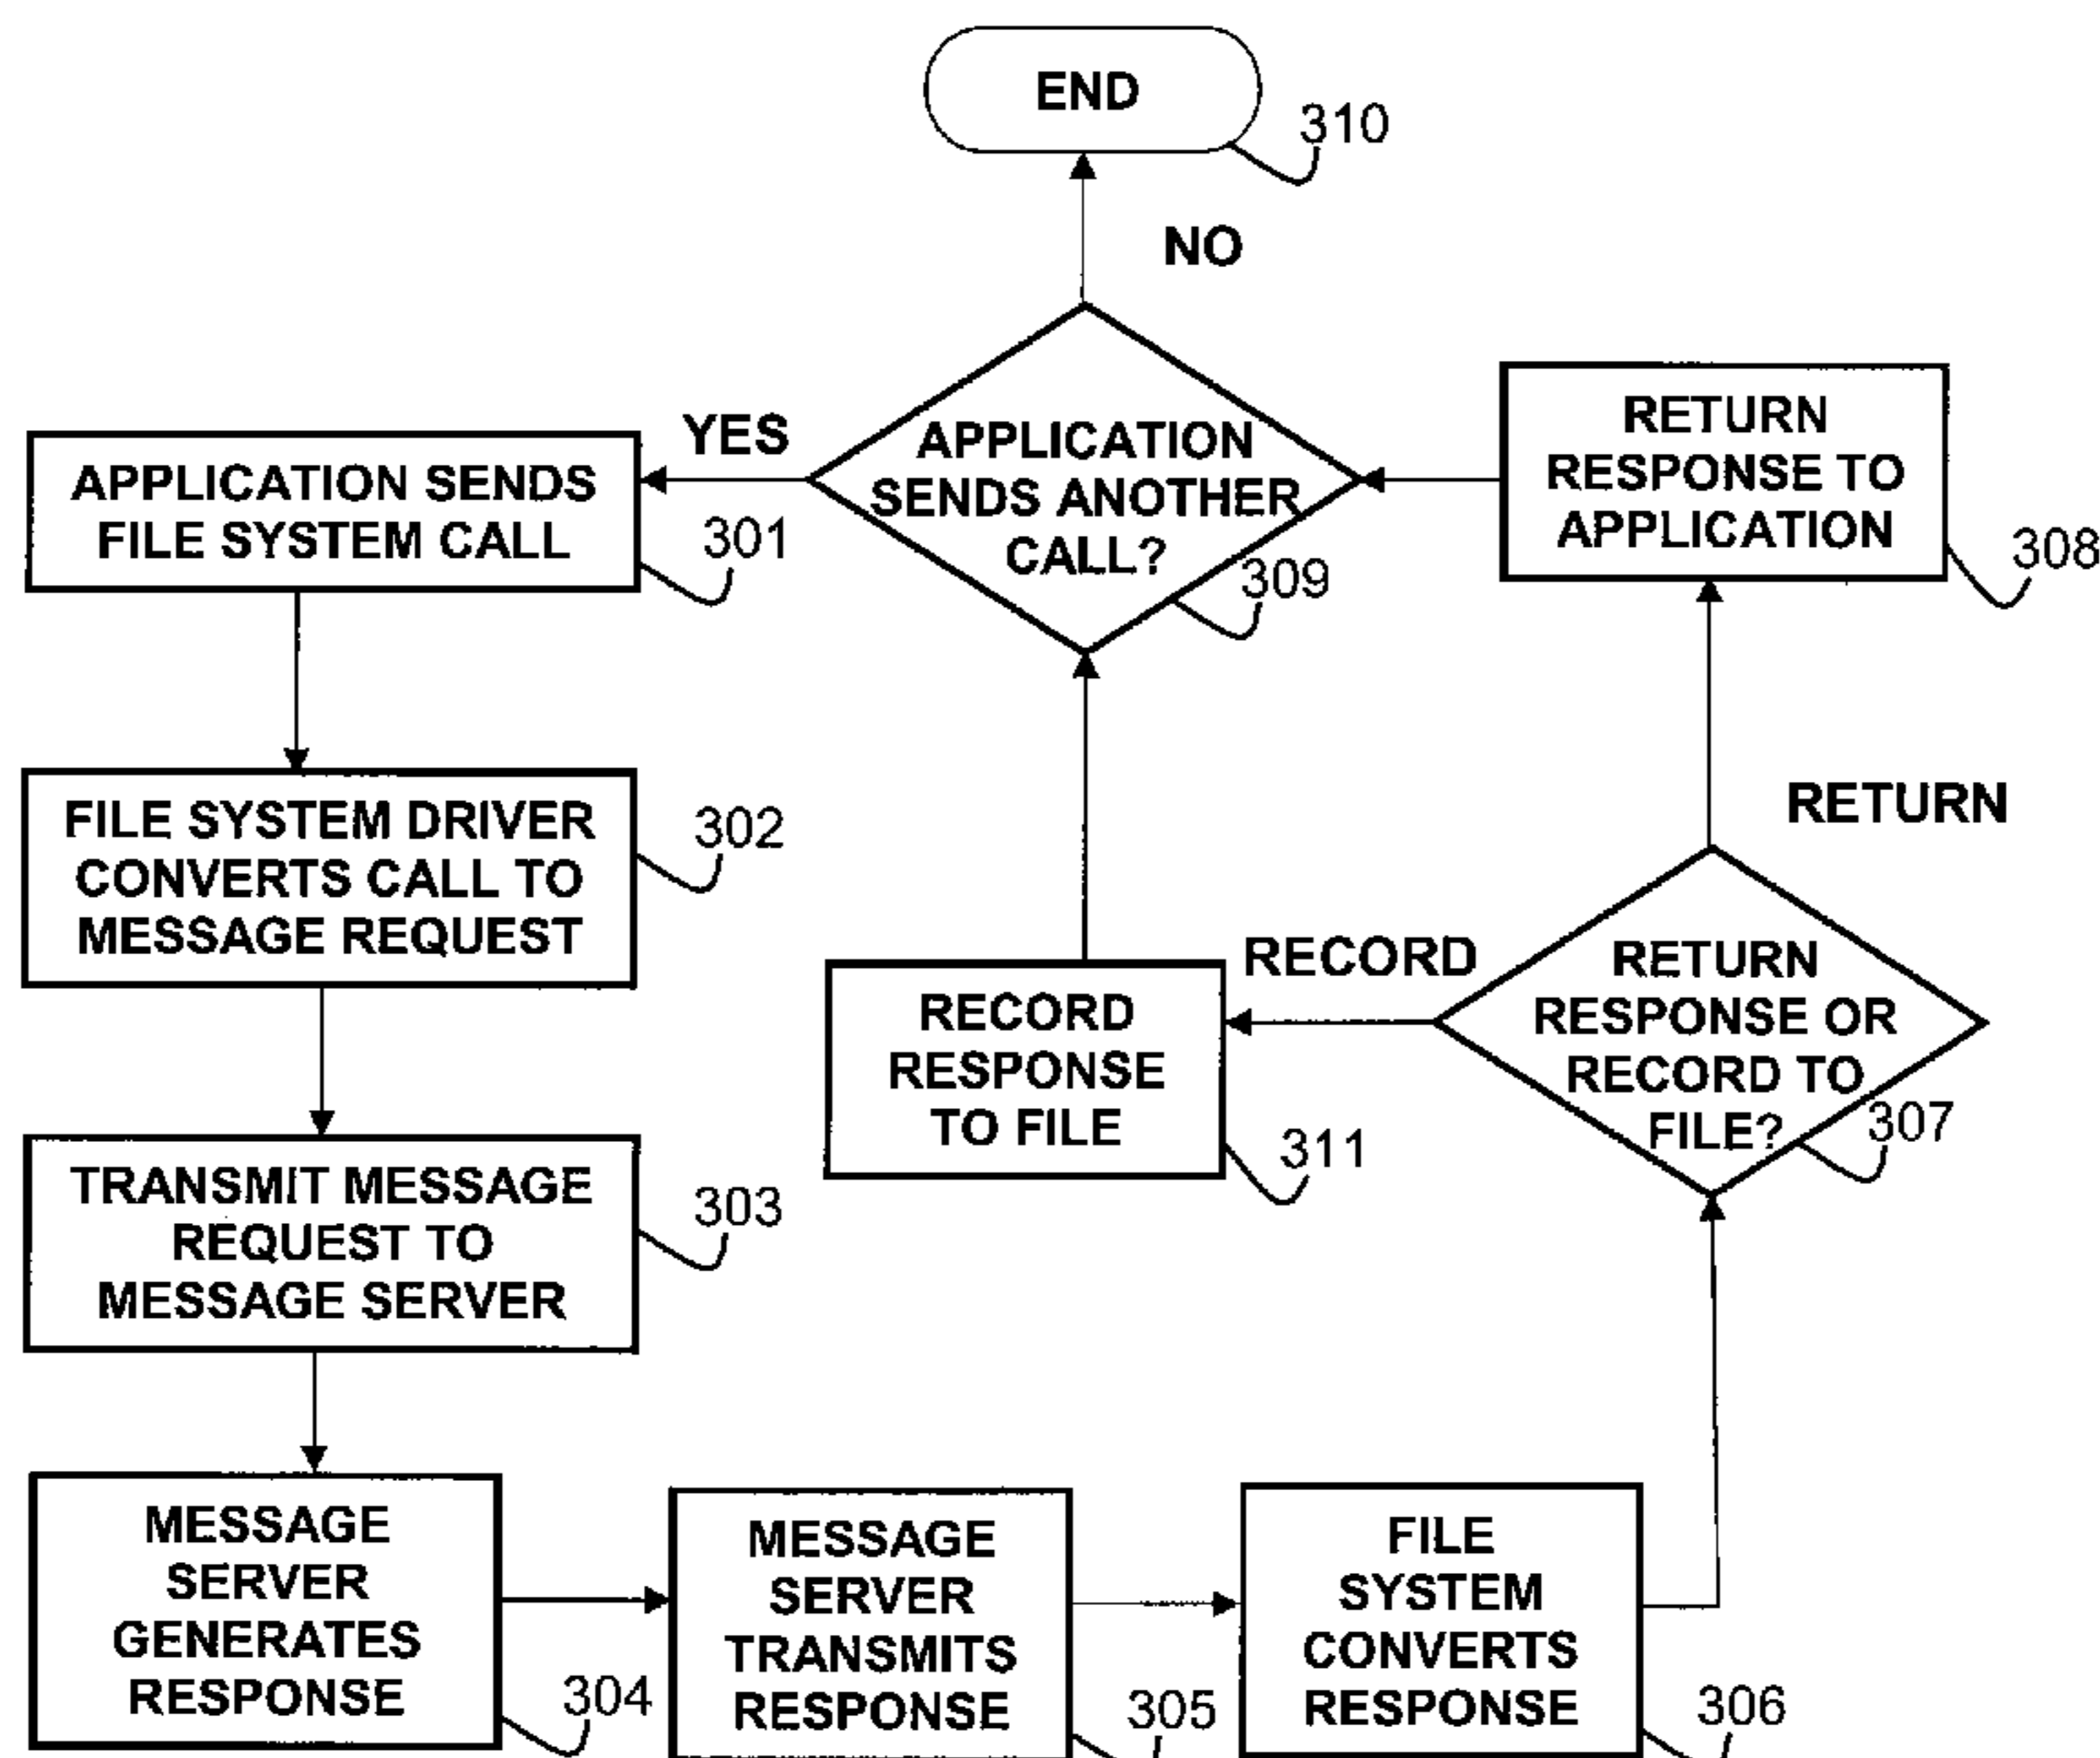 END
310
NO
YES
APPLICATION
SENDS ANOTHER
CALL?
309
RETURN
RESPONSE TO
APPLICATION
308
APPLICATION SENDS
FILE SYSTEM CALL
301
FILE SYSTEM DRIVER
CONVERTS CALL TO
MESSAGE REQUEST
302
RETURN
RECORD
RETURN
RESPONSE OR
RECORD TO
FILE?
307
RECORD
RESPONSE
TO FILE
311
TRANSMIT MESSAGE
REQUEST TO
MESSAGE SERVER
303
MESSAGE
SERVER
GENERATES
RESPONSE
304
MESSAGE
SERVER
TRANSMITS
RESPONSE
305
FILE
SYSTEM
CONVERTS
RESPONSE
306